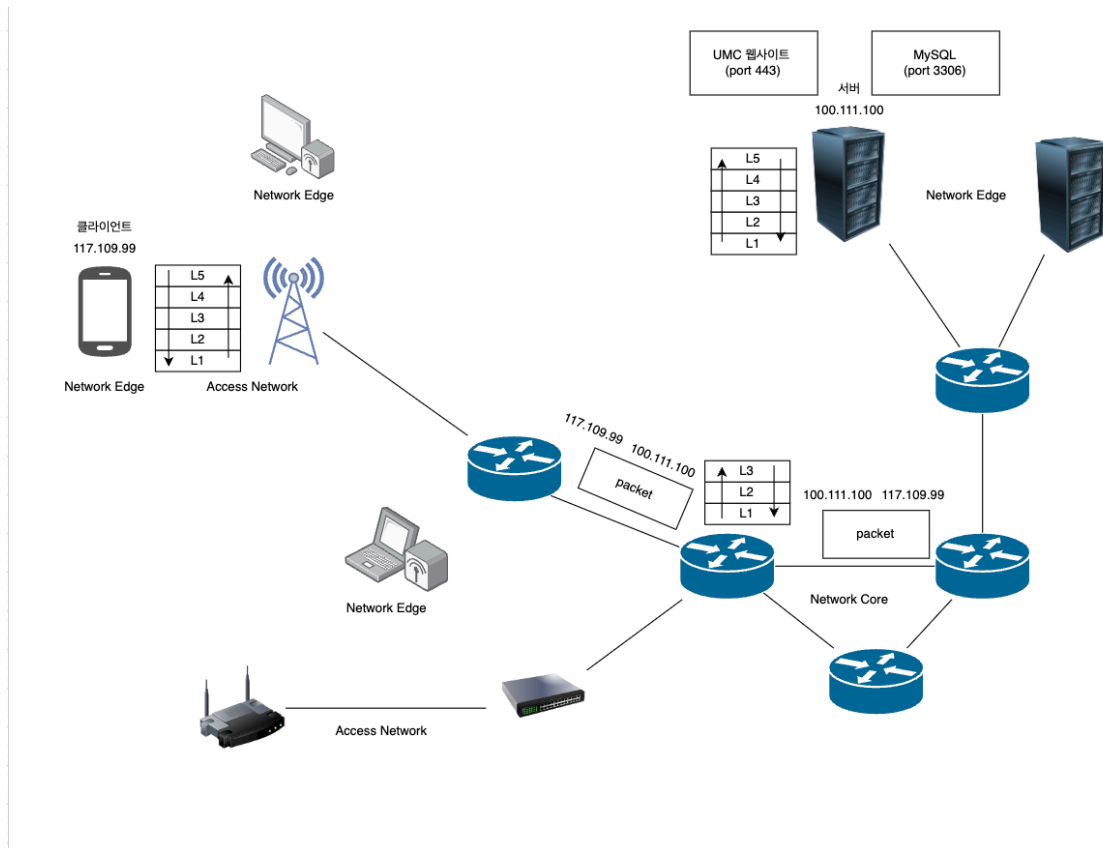 UMC 웹사이트
(port 443)
MySQL
(port 3306)
서버
100.111.100
L5
L4
L3
L2
L1
Network Edge
Network Edge
클라이언트
117.109.99
L5
L4
L3
L2
L1
Network Edge
Access Network
117.109.99 100.111.100
packet
L3
L2
L1
100.111.100 117.109.99
packet
Network Core
Network Edge
Access Network